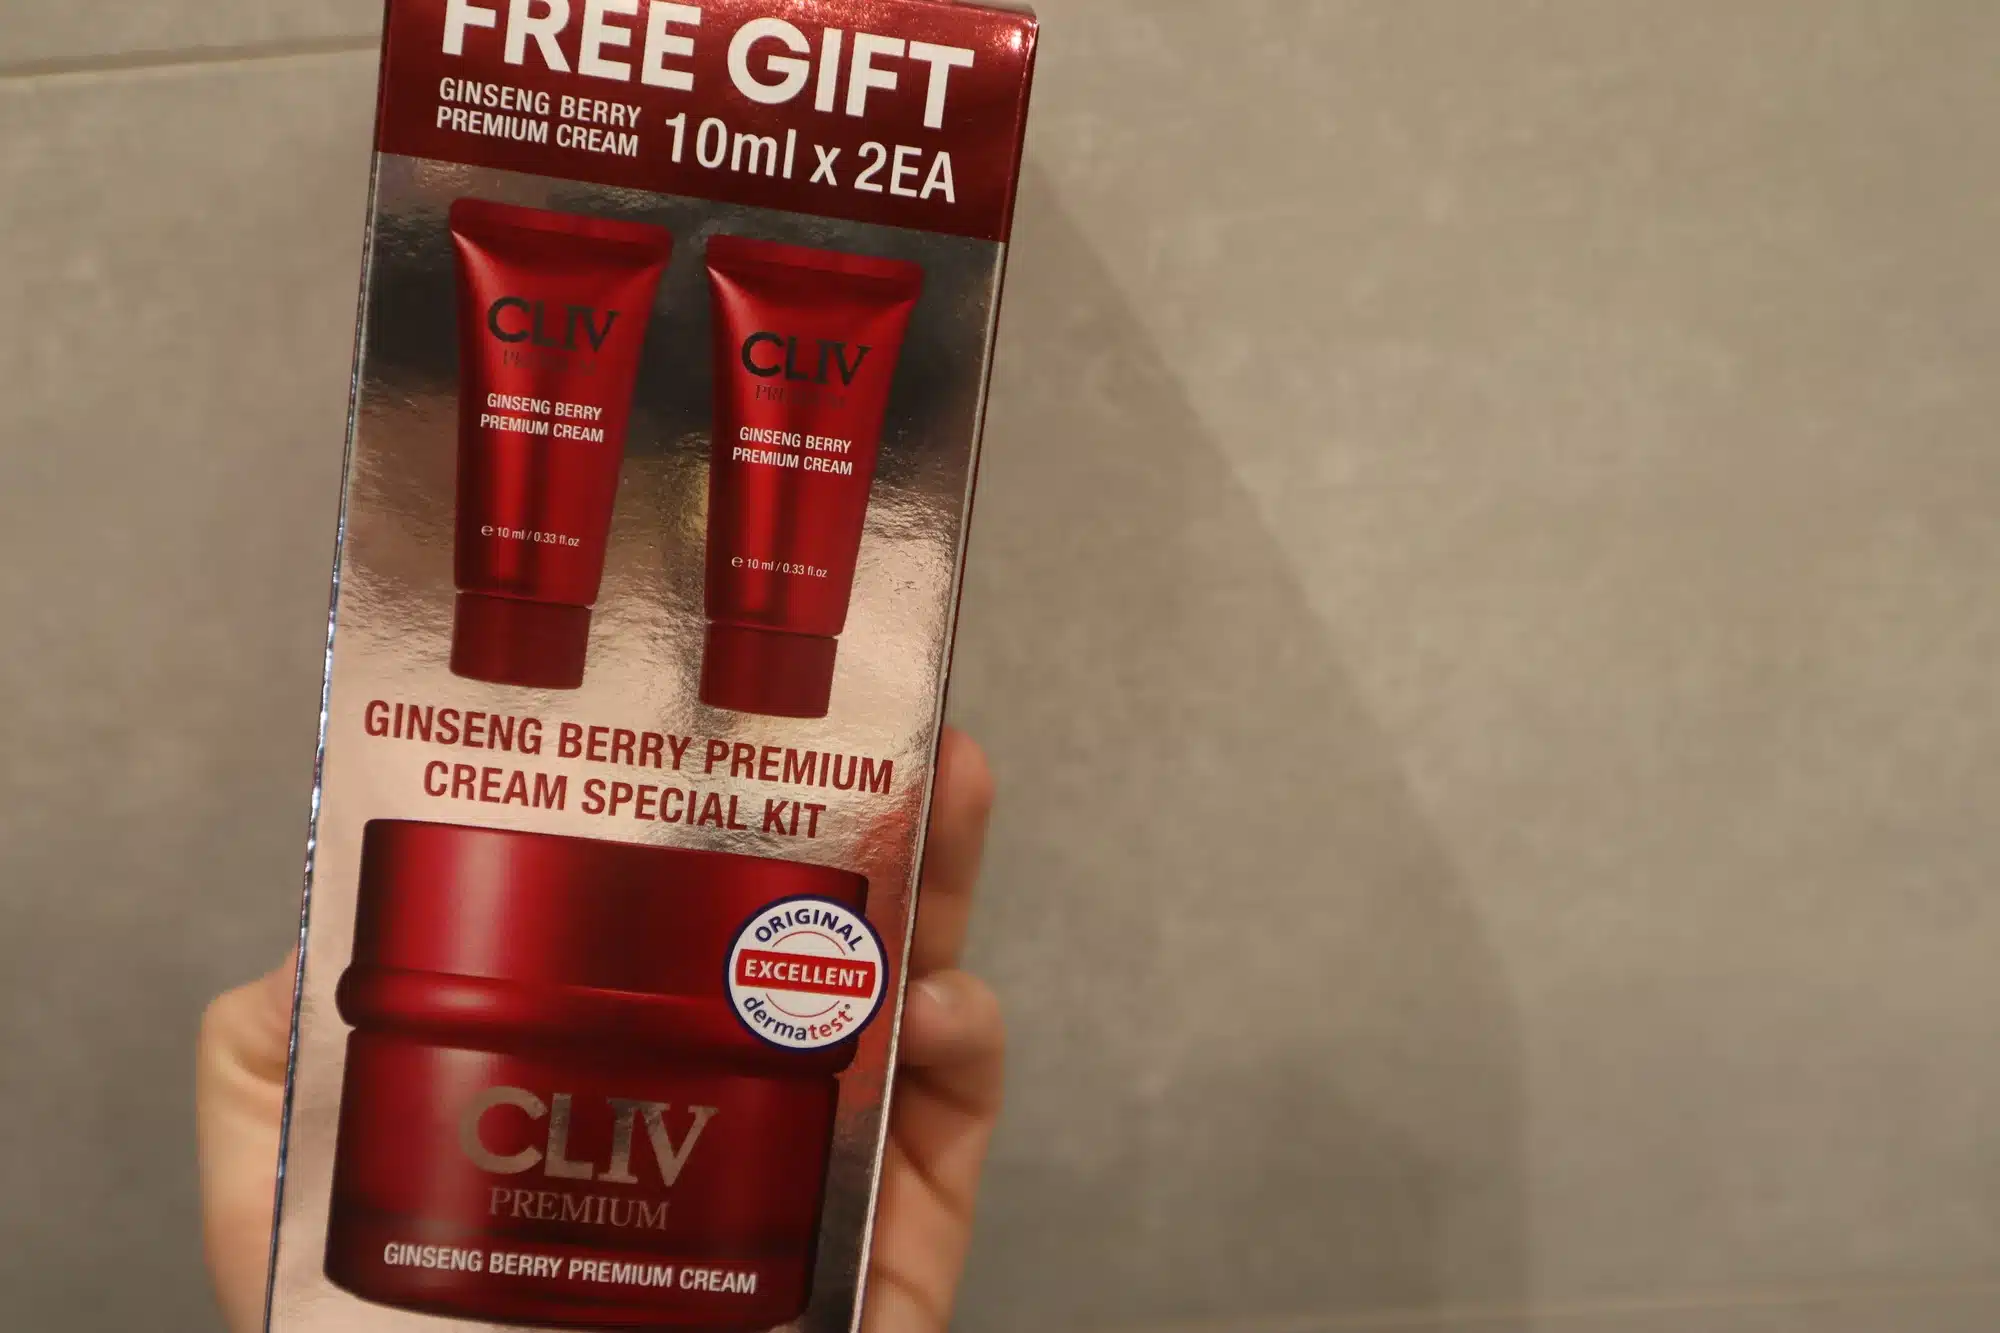 FREE GIFT
GINSENG BERRY
PREMIUM CREAM
10ml x 2EA
CLIV
PREMIUM
GINSENG BERRY
PREMIUM CREAM
℮ 10 ml / 0.33 fl.oz
CLIV
PREMIUM
GINSENG BERRY
PREMIUM CREAM
℮ 10 ml / 0.33 fl.oz
GINSENG BERRY PREMIUM
CREAM SPECIAL KIT
ORIGINAL
EXCELLENT
dermatest®
CLIV
PREMIUM
GINSENG BERRY PREMIUM CREAM